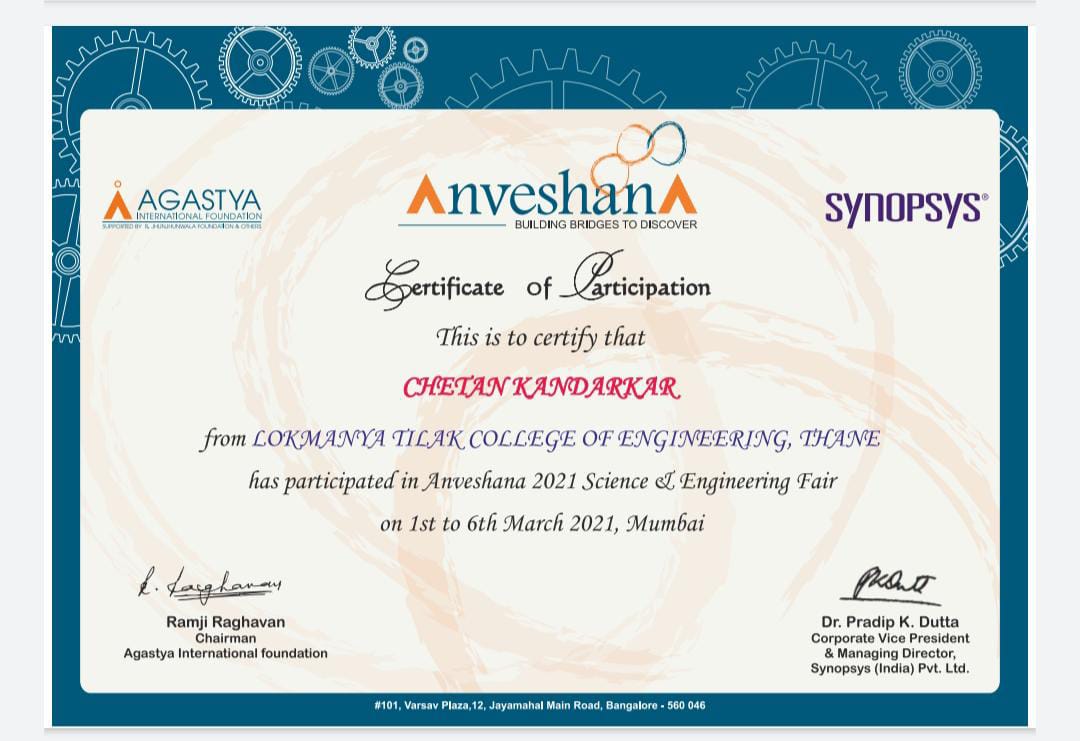 AGASTYA
INTERNATIONAL FOUNDATION
SUPPORTED BY R. JHUNJHUNWALA FOUNDATION & OTHERS
AnveshanA
BUILDING BRIDGES TO DISCOVER
SYNOPSYS®
Certificate of Participation
This is to certify that
CHETAN KANDARKAR
from LOKMANYA TILAK COLLEGE OF ENGINEERING, THANE
has participated in Anveshana 2021 Science & Engineering Fair
on 1st to 6th March 2021, Mumbai
R. Raghavan
Ramji Raghavan
Chairman
Agastya International foundation
PKDutta
Dr. Pradip K. Dutta
Corporate Vice President
& Managing Director,
Synopsys (India) Pvt. Ltd.
#101, Varsav Plaza,12, Jayamahal Main Road, Bangalore - 560 046